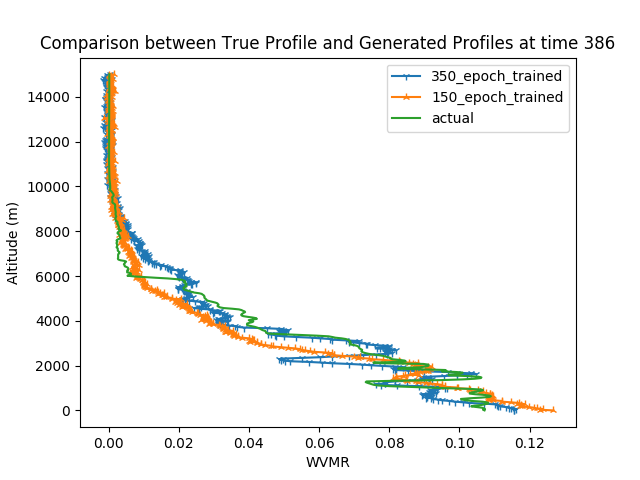 Comparison between True Profile and Generated Profiles at time 386
350_epoch_trained
150_epoch_trained
actual
14000
12000
10000
8000
6000
4000
2000
0
Altitude (m)
0.00 0.02 0.04 0.06 0.08 0.10 0.12
WVMR